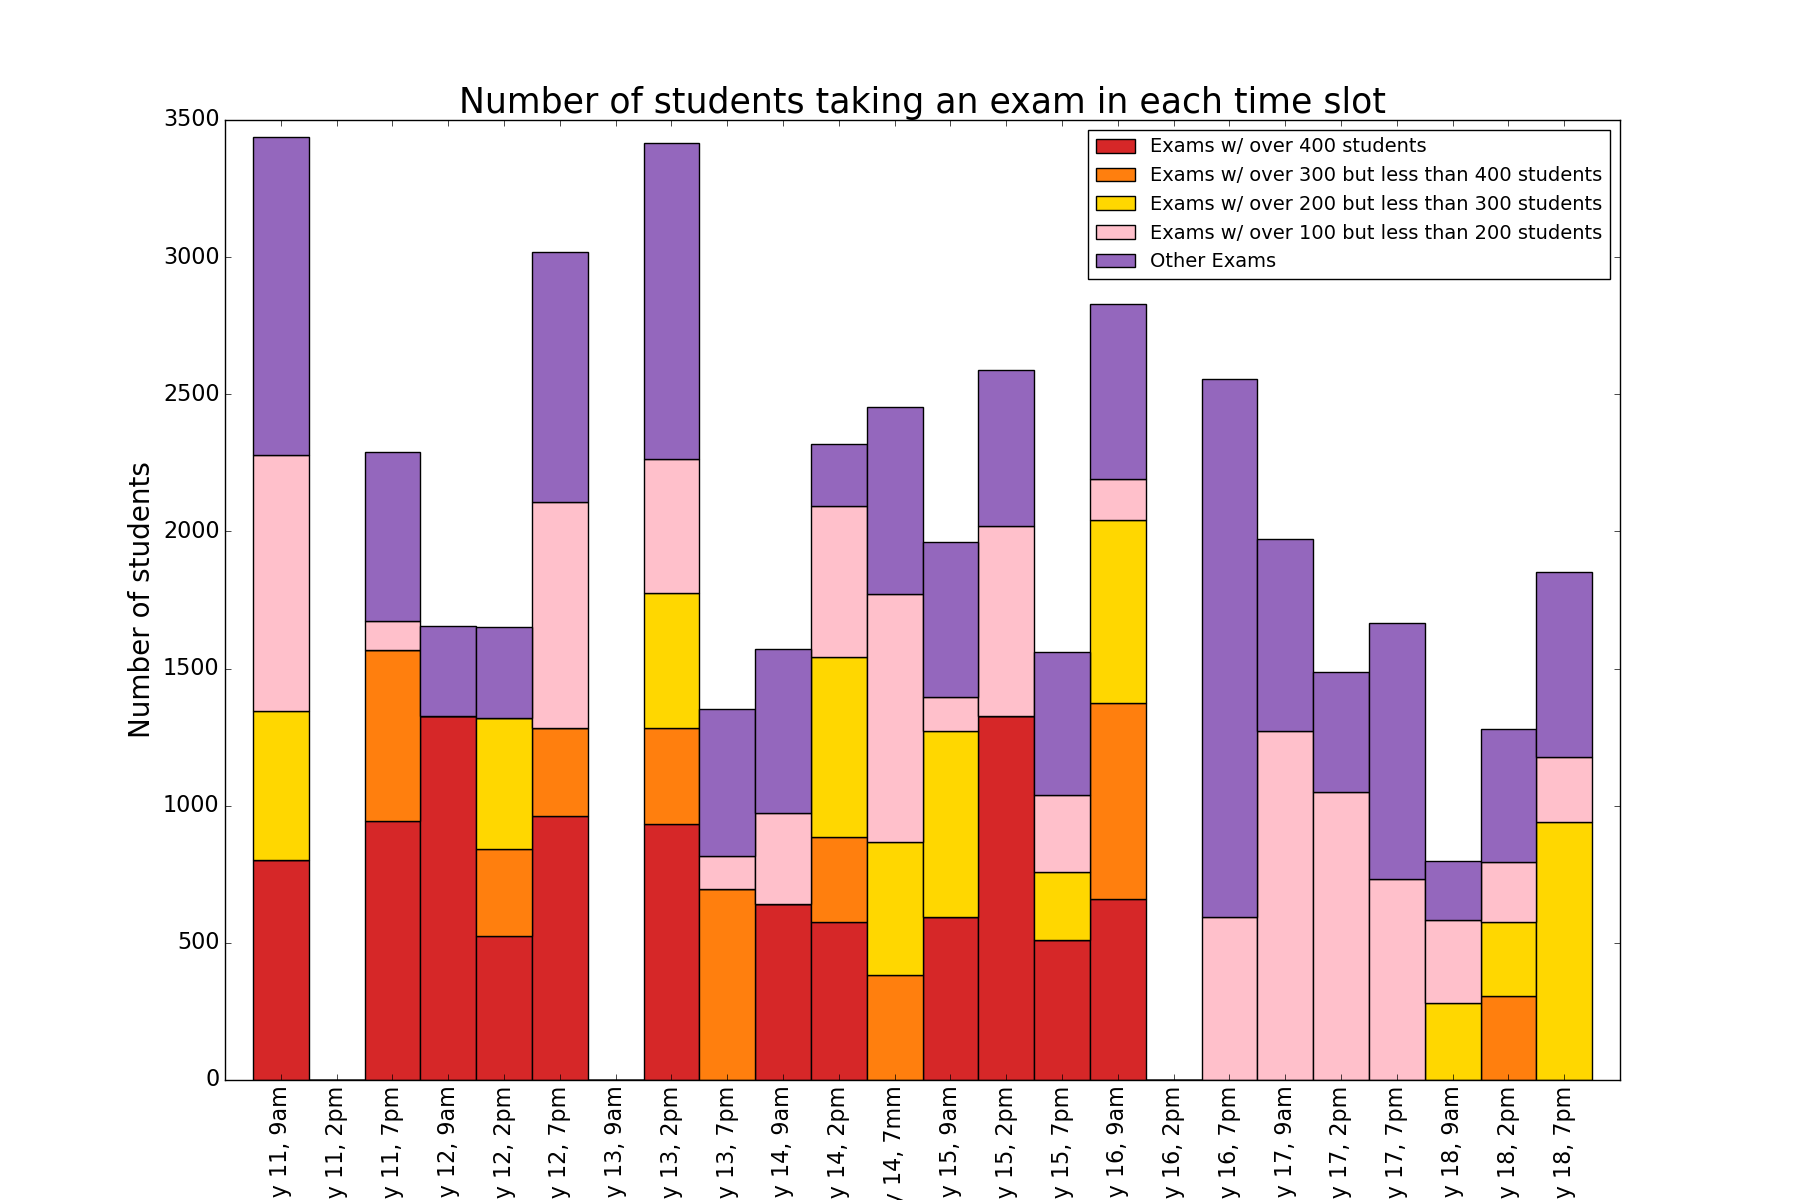 Number of students taking an exam in each time slot
Exams w/ over 400 students
Exams w/ over 300 but less than 400 students
Exams w/ over 200 but less than 300 students
Exams w/ over 100 but less than 200 students
Other Exams
Number of students
3500
3000
2500
2000
1500
1000
500
0
y 11, 9am
y 11, 2pm
y 11, 7pm
y 12, 9am
y 12, 2pm
y 12, 7pm
y 13, 9am
y 13, 2pm
y 13, 7pm
y 14, 9am
y 14, 2pm
y 14, 7mm
y 15, 9am
y 15, 2pm
y 15, 7pm
y 16, 9am
y 16, 2pm
y 16, 7pm
y 17, 9am
y 17, 2pm
y 17, 7pm
y 18, 9am
y 18, 2pm
y 18, 7pm